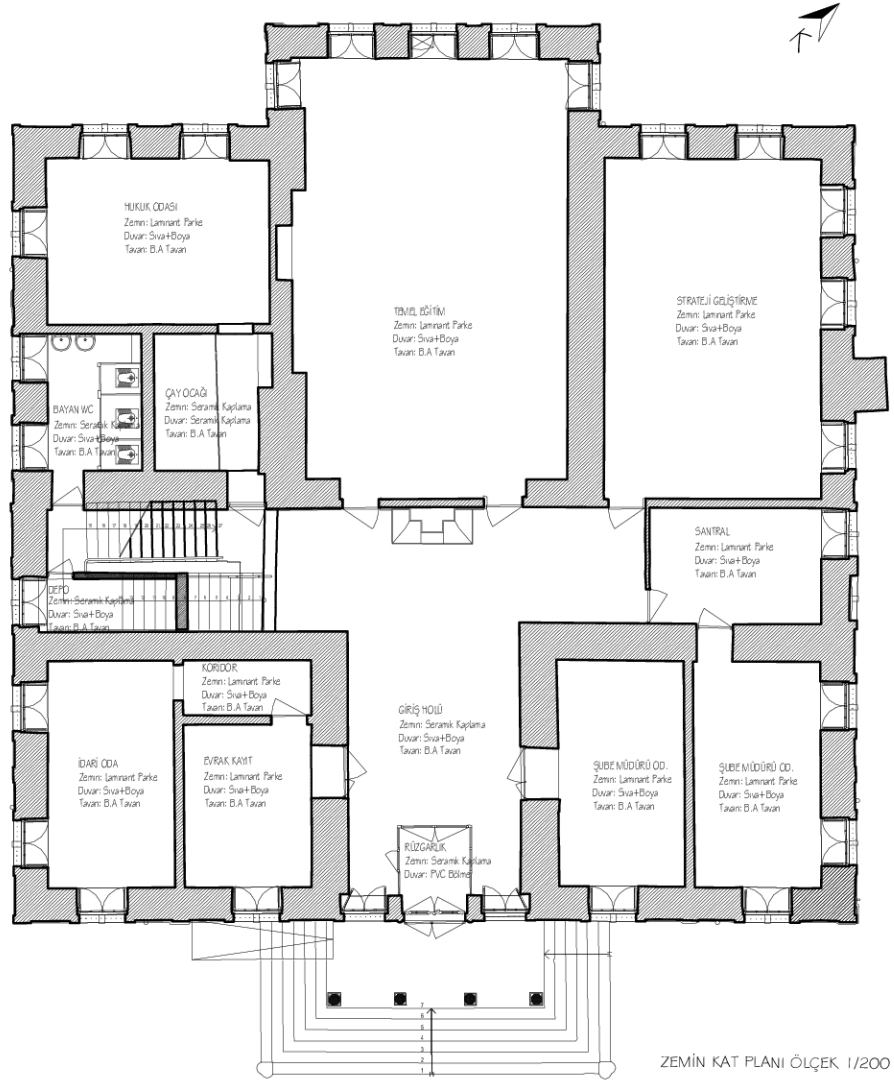 HUKUK ODASI
Zemin: Laminant Parke
Duvar: Sıva+Boya
Tavan: B.A Tavan
TEMEL EĞİTİM
Zemin: Laminant Parke
Duvar: Sıva+Boya
Tavan: B.A Tavan
STRATEJİ GELİŞTİRME
Zemin: Laminant Parke
Duvar: Sıva+Boya
Tavan: B.A Tavan
BAYAN WC
Zemin: Seramik Kaplama
Duvar: Sıva+Boya
Tavan: B.A Tavan
ÇAY OCAĞI
Zemin: Seramik Kaplama
Duvar: Seramik Kaplama
Tavan: B.A Tavan
SANTRAL
Zemin: Laminant Parke
Duvar: Sıva+Boya
Tavan: B.A Tavan
DEPO
Zemin: Seramik Kaplama
Duvar: Sıva+Boya
Tavan: B.A Tavan
KORİDOR
Zemin: Laminant Parke
Duvar: Sıva+Boya
Tavan: B.A Tavan
GİRİŞ HOLÜ
Zemin: Seramik Kaplama
Duvar: Sıva+Boya
Tavan: B.A Tavan
İDARİ ODA
Zemin: Laminant Parke
Duvar: Sıva+Boya
Tavan: B.A Tavan
EVRAK KAYIT
Zemin: Laminant Parke
Duvar: Sıva+Boya
Tavan: B.A Tavan
ŞUBE MÜDÜRÜ OD.
Zemin: Laminant Parke
Duvar: Sıva+Boya
Tavan: B.A Tavan
ŞUBE MÜDÜRÜ OD.
Zemin: Laminant Parke
Duvar: Sıva+Boya
Tavan: B.A Tavan
RÜZGARLIK
Zemin: Seramik Kaplama
Duvar: PVC Bölme
7
6
5
4
3
2
1
ZEMİN KAT PLANI ÖLÇEK 1/200